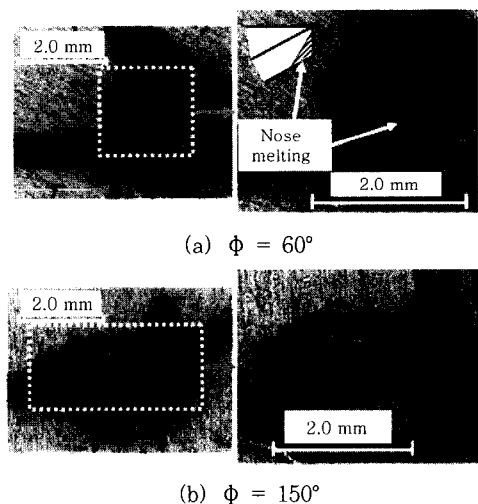 2.0 mm
Nose
melting
2.0 mm
(a) Φ = 60°
2.0 mm
2.0 mm
(b) Φ = 150°